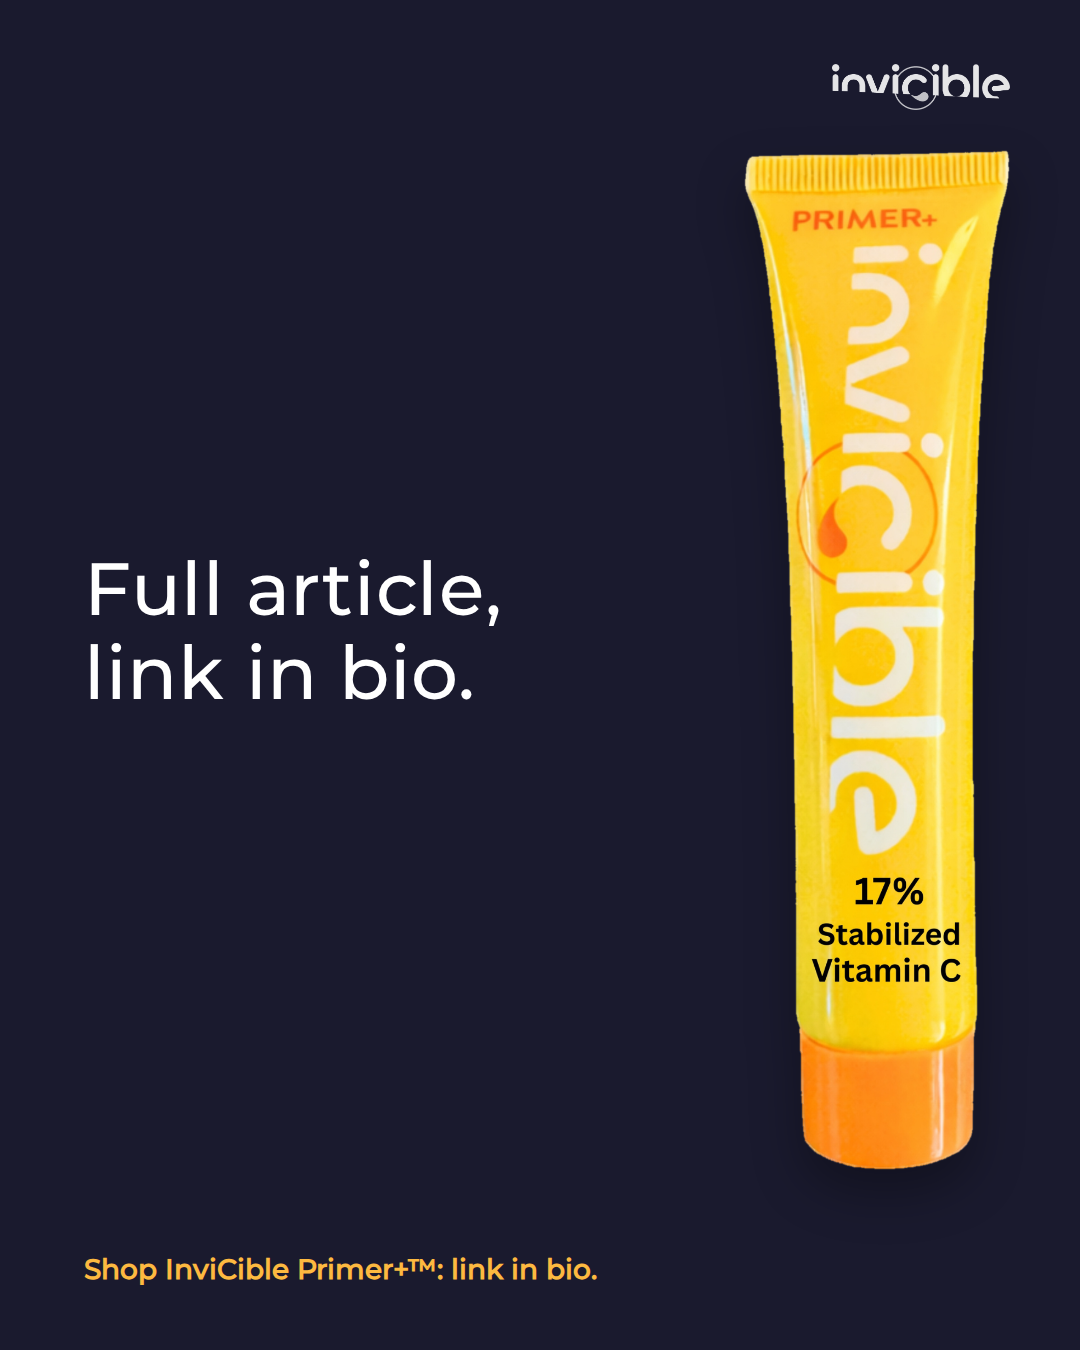 invicible
PRIMER+
invicible
17%
Stabilized
Vitamin C
Full article,
link in bio.
Shop InviCible Primer+™: link in bio.